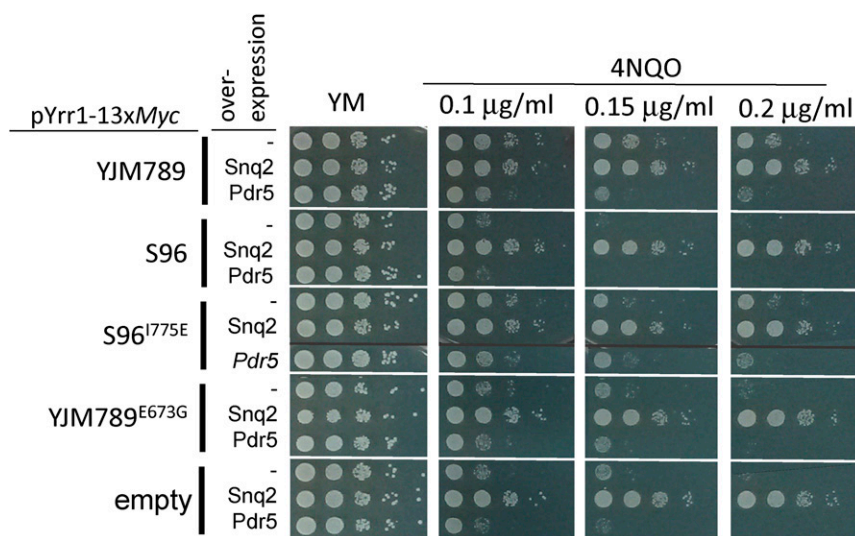 over-
expression
4NQO
pYrr1-13xMyc
YM
0.1 µg/ml
0.15 µg/ml
0.2 µg/ml
-
YJM789
Snq2
Pdr5
-
S96
Snq2
Pdr5
-
S96I775E
Snq2
Pdr5
-
YJM789E673G
Snq2
Pdr5
-
empty
Snq2
Pdr5